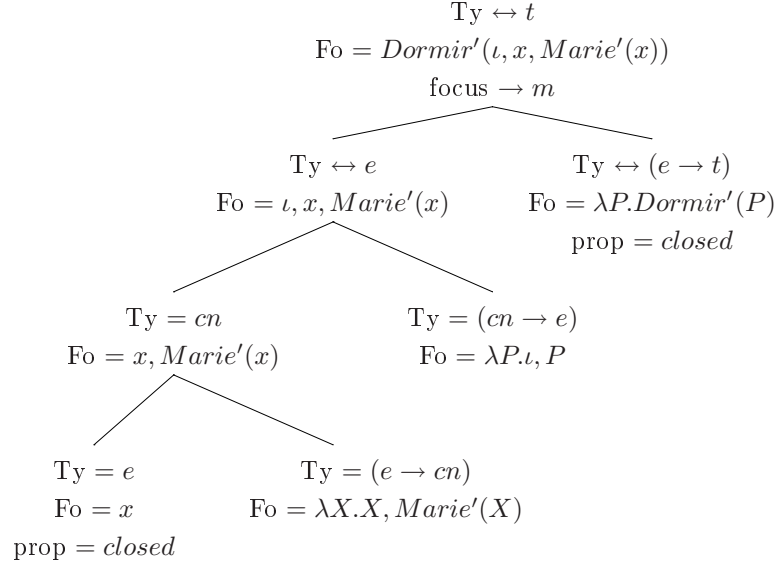 Ty ↔ t
Fo = Dormir′(ι, x, Marie′(x))
focus → m
Ty ↔ e
Fo = ι, x, Marie′(x)
Ty ↔ (e → t)
Fo = λP.Dormir′(P)
prop = closed
Ty = cn
Fo = x, Marie′(x)
Ty = (cn → e)
Fo = λP.ι, P
Ty = e
Fo = x
prop = closed
Ty = (e → cn)
Fo = λX.X, Marie′(X)